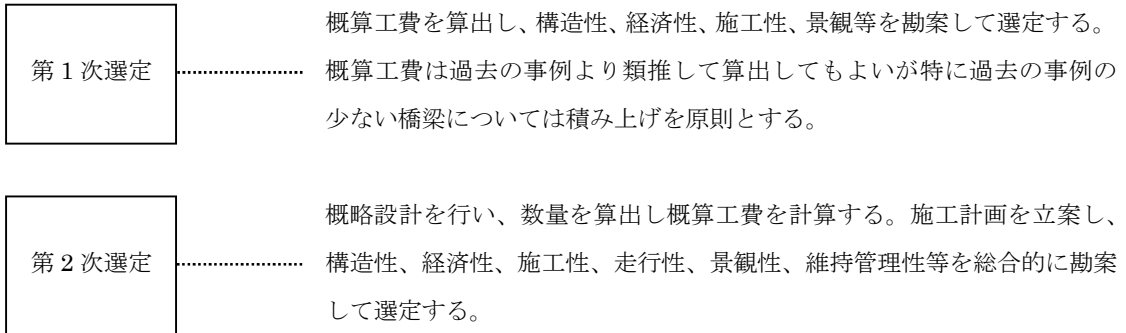 概算工費を算出し、構造性、経済性、施工性、景観等を勘案して選定する。
第1次選定
概算工費は過去の事例より類推して算出してもよいが特に過去の事例の
少ない橋梁については積み上げを原則とする。
概略設計を行い、数量を算出し概算工費を計算する。施工計画を立案し、
第2次選定
構造性、経済性、施工性、走行性、景観性、維持管理性等を総合的に勘案
して選定する。